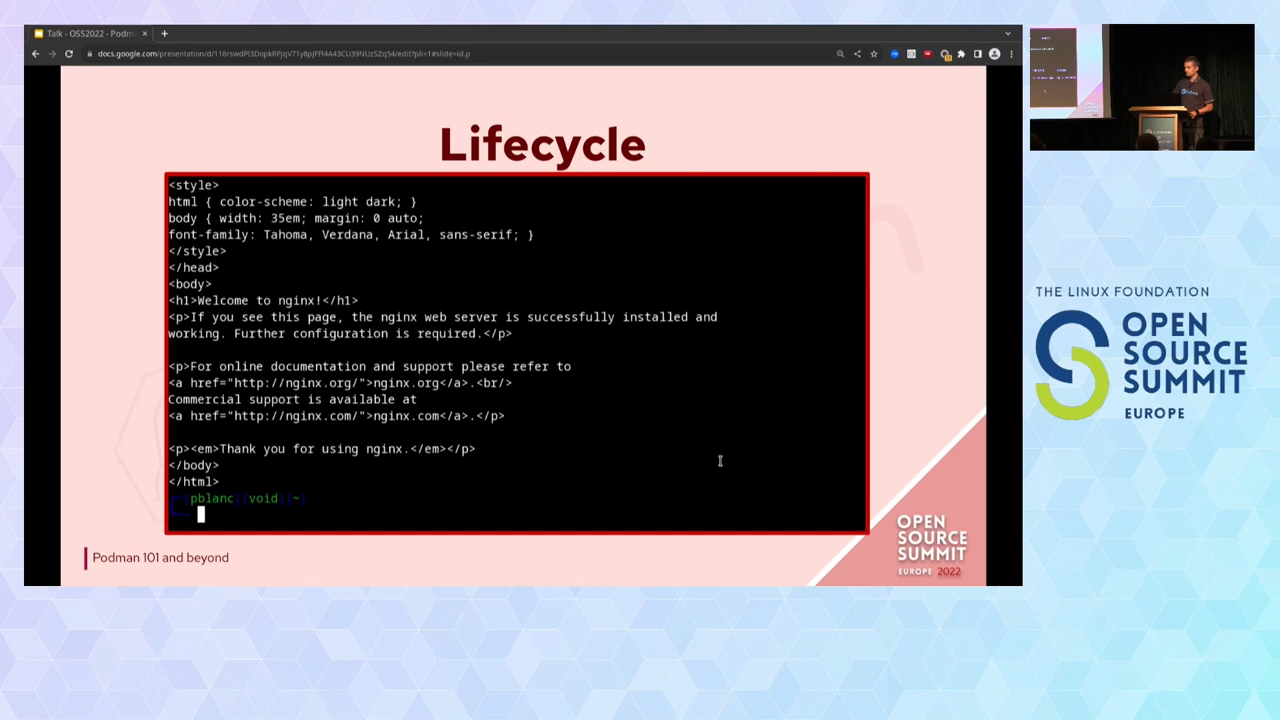 Talk - OSS2022 - Podma
docs.google.com/presentation/d/116rswdPl3DopkRPjqV71y8pJFFl4A43CU39NUzSZq54/edit?pli=1#slide=id.p
Lifecycle
<style>
html { color-scheme: light dark; }
body { width: 35em; margin: 0 auto;
font-family: Tahoma, Verdana, Arial, sans-serif; }
</style>
</head>
<body>
<h1>Welcome to nginx!</h1>
<p>If you see this page, the nginx web server is successfully installed and
working. Further configuration is required.</p>
<p>For online documentation and support please refer to
<a href="http://nginx.org/">nginx.org</a>.<br/>
Commercial support is available at
<a href="http://nginx.com/">nginx.com</a>.</p>
<p><em>Thank you for using nginx.</em></p>
</body>
</html>
[pblanc][void][~]
Podman 101 and beyond
OPEN
SOURCE
SUMMIT
EUROPE 2022
THE LINUX FOUNDATION
OPEN
SOURCE
SUMMIT
EUROPE